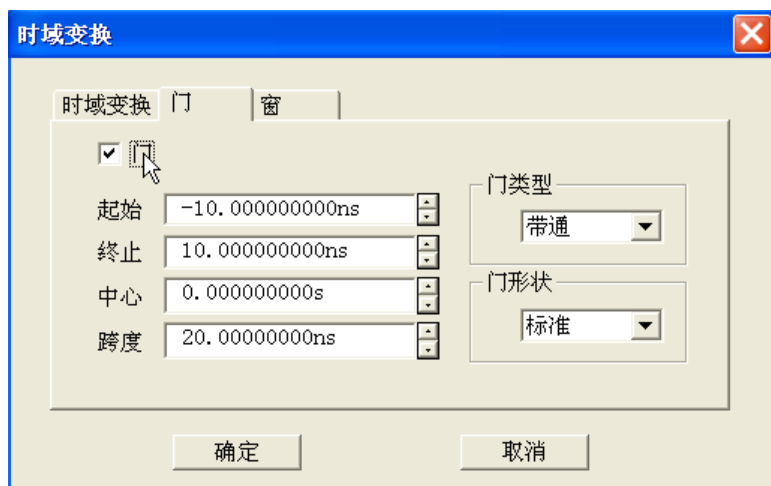 时域变换
时域变换 门 窗
门
起始 -10.000000000ns
终止 10.000000000ns
中心 0.000000000s
跨度 20.00000000ns
门类型
带通
门形状
标准
确定 取消